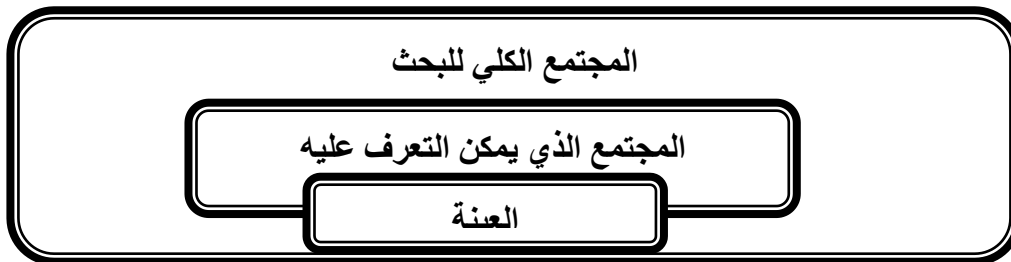 المجتمع الكلي للبحث
المجتمع الذي يمكن التعرف عليه
العينة